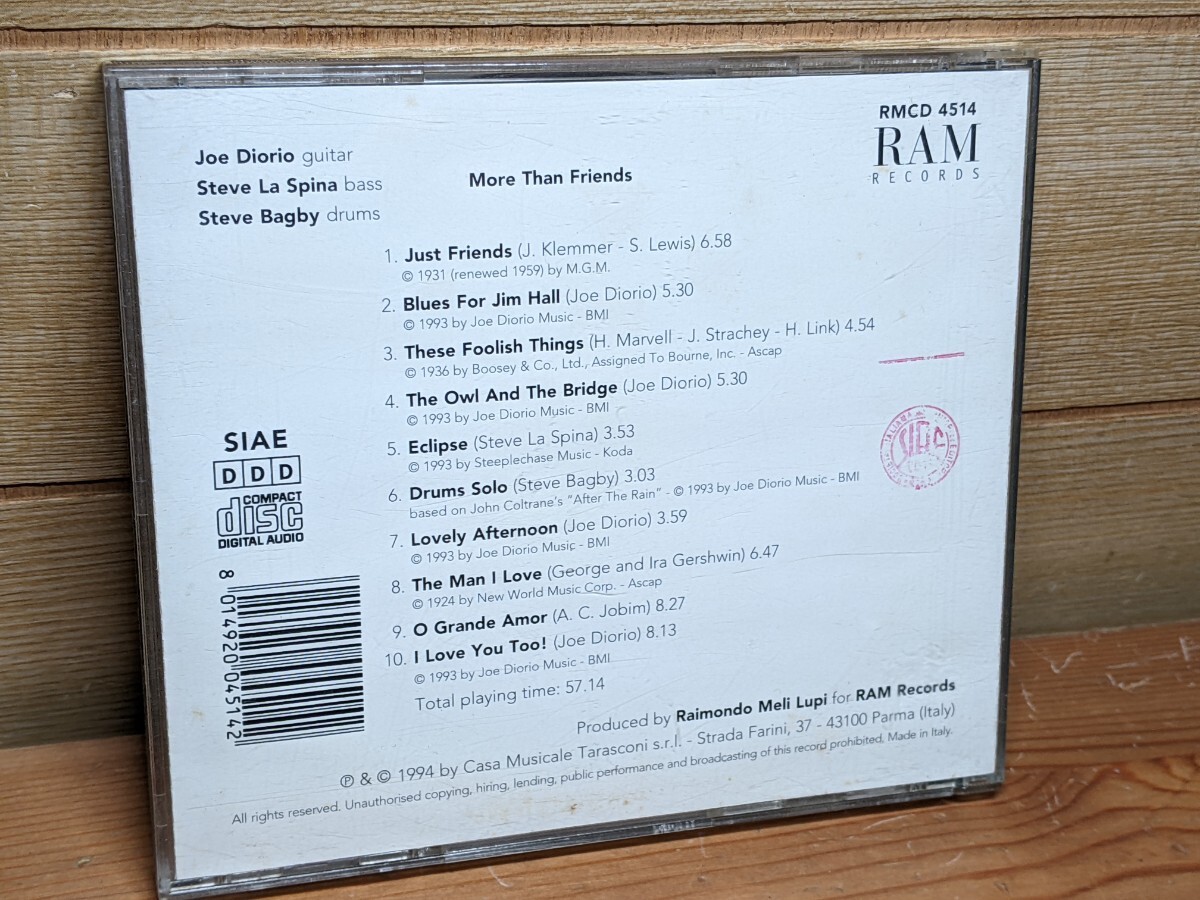 Joe Diorio guitar
Steve La Spina bass
Steve Bagby drums
More Than Friends
RMCD 4514
RAM
RECORDS
1. Just Friends (J. Klemmer - S. Lewis) 6.58
© 1931 (renewed 1959) by M.G.M.
2. Blues For Jim Hall (Joe Diorio) 5.30
© 1993 by Joe Diorio Music - BMI
3. These Foolish Things (H. Marvell - J. Strachey - H. Link) 4.54
© 1936 by Boosey & Co., Ltd., Assigned To Bourne, Inc. - Ascap
4. The Owl And The Bridge (Joe Diorio) 5.30
© 1993 by Joe Diorio Music - BMI
5. Eclipse (Steve La Spina) 3.53
© 1993 by Steeplechase Music - Koda
6. Drums Solo (Steve Bagby) 3.03
based on John Coltrane's "After The Rain" - © 1993 by Joe Diorio Music - BMI
7. Lovely Afternoon (Joe Diorio) 3.59
© 1993 by Joe Diorio Music - BMI
8. The Man I Love (George and Ira Gershwin) 6.47
© 1924 by New World Music Corp. - Ascap
9. O Grande Amor (A. C. Jobim) 8.27
10. I Love You Too! (Joe Diorio) 8.13
© 1993 by Joe Diorio Music - BMI
Total playing time: 57.14
SIAE
DDD
COMPACT
disc
DIGITAL AUDIO
8 014920 045142
Produced by Raimondo Meli Lupi for RAM Records
℗ & © 1994 by Casa Musicale Tarasconi s.r.l. - Strada Farini, 37 - 43100 Parma (Italy)
All rights reserved. Unauthorised copying, hiring, lending, public performance and broadcasting of this record prohibited. Made in Italy.